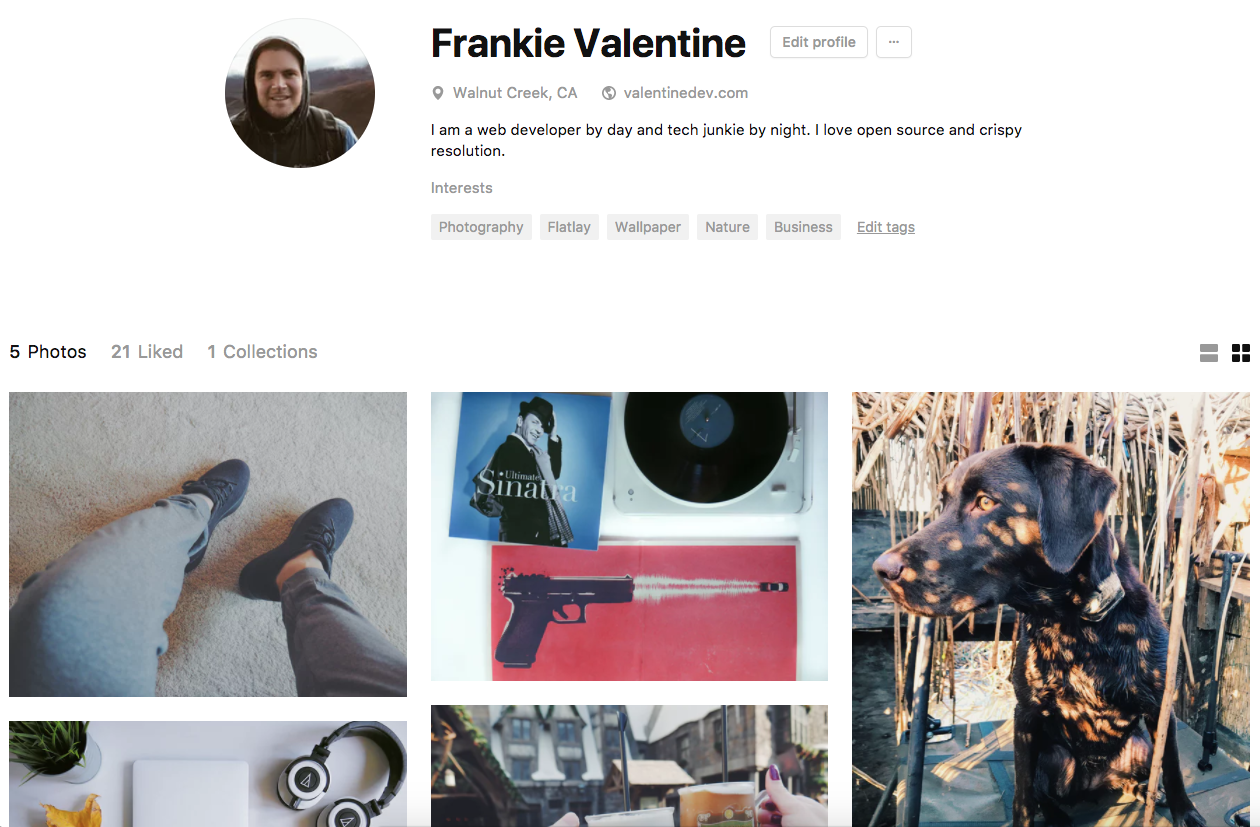 Frankie Valentine
Edit profile
Walnut Creek, CA
valentinedev.com
I am a web developer by day and tech junkie by night. I love open source and crispy
resolution.
Interests
Photography
Flatlay
Wallpaper
Nature
Business
Edit tags
5 Photos
21 Liked
1 Collections
Ultimate
Sinatra